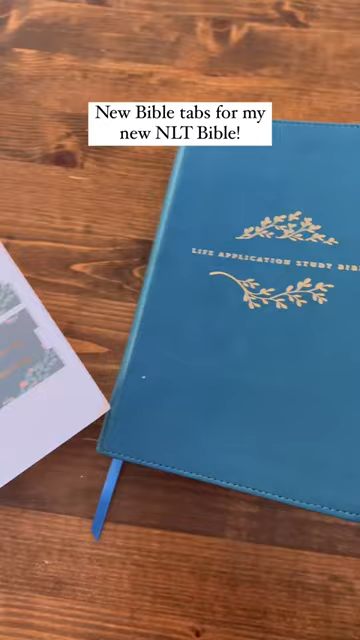 New Bible tabs for my
new NLT Bible!
LIFE APPLICATION STUDY BIBLE